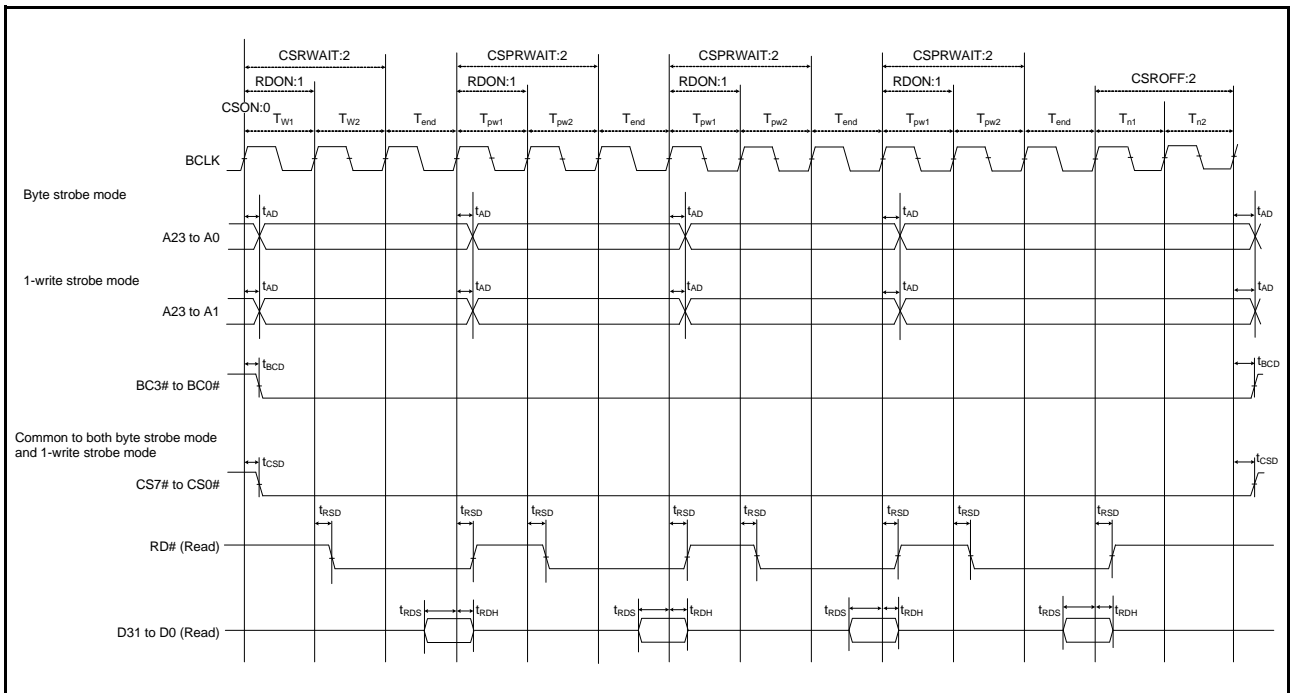 CSRWAIT:2 CSPRWAIT:2 CSPRWAIT:2 CSPRWAIT:2
RDON:1 RDON:1 RDON:1 RDON:1 CSROFF:2
CSON:0
TW1 TW2 Tend Tpw1 Tpw2 Tend Tpw1 Tpw2 Tend Tpw1 Tpw2 Tend Tn1 Tn2
BCLK
Byte strobe mode
tAD tAD tAD tAD tAD
A23 to A0
1-write strobe mode
tAD tAD tAD tAD tAD
A23 to A1
tBCD tBCD
BC3# to BC0#
Common to both byte strobe mode
and 1-write strobe mode
tCSD tCSD
CS7# to CS0#
tRSD tRSD tRSD tRSD tRSD tRSD tRSD tRSD
RD# (Read)
tRDS tRDH tRDS tRDH tRDS tRDH tRDS tRDH
D31 to D0 (Read)